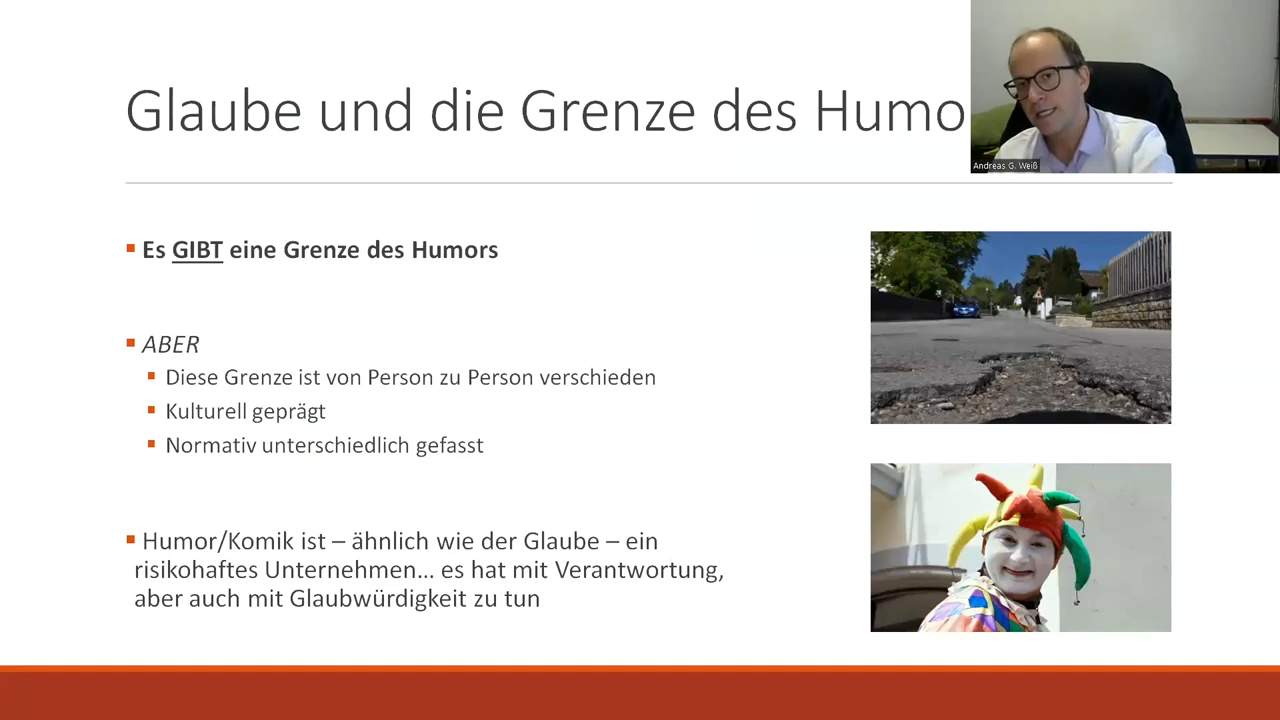 Glaube und die Grenze des Humo
Andreas G. Weiß
Es GIBT eine Grenze des Humors
ABER
Diese Grenze ist von Person zu Person verschieden
Kulturell geprägt
Normativ unterschiedlich gefasst
Humor/Komik ist – ähnlich wie der Glaube – ein
risikohaftes Unternehmen... es hat mit Verantwortung,
aber auch mit Glaubwürdigkeit zu tun